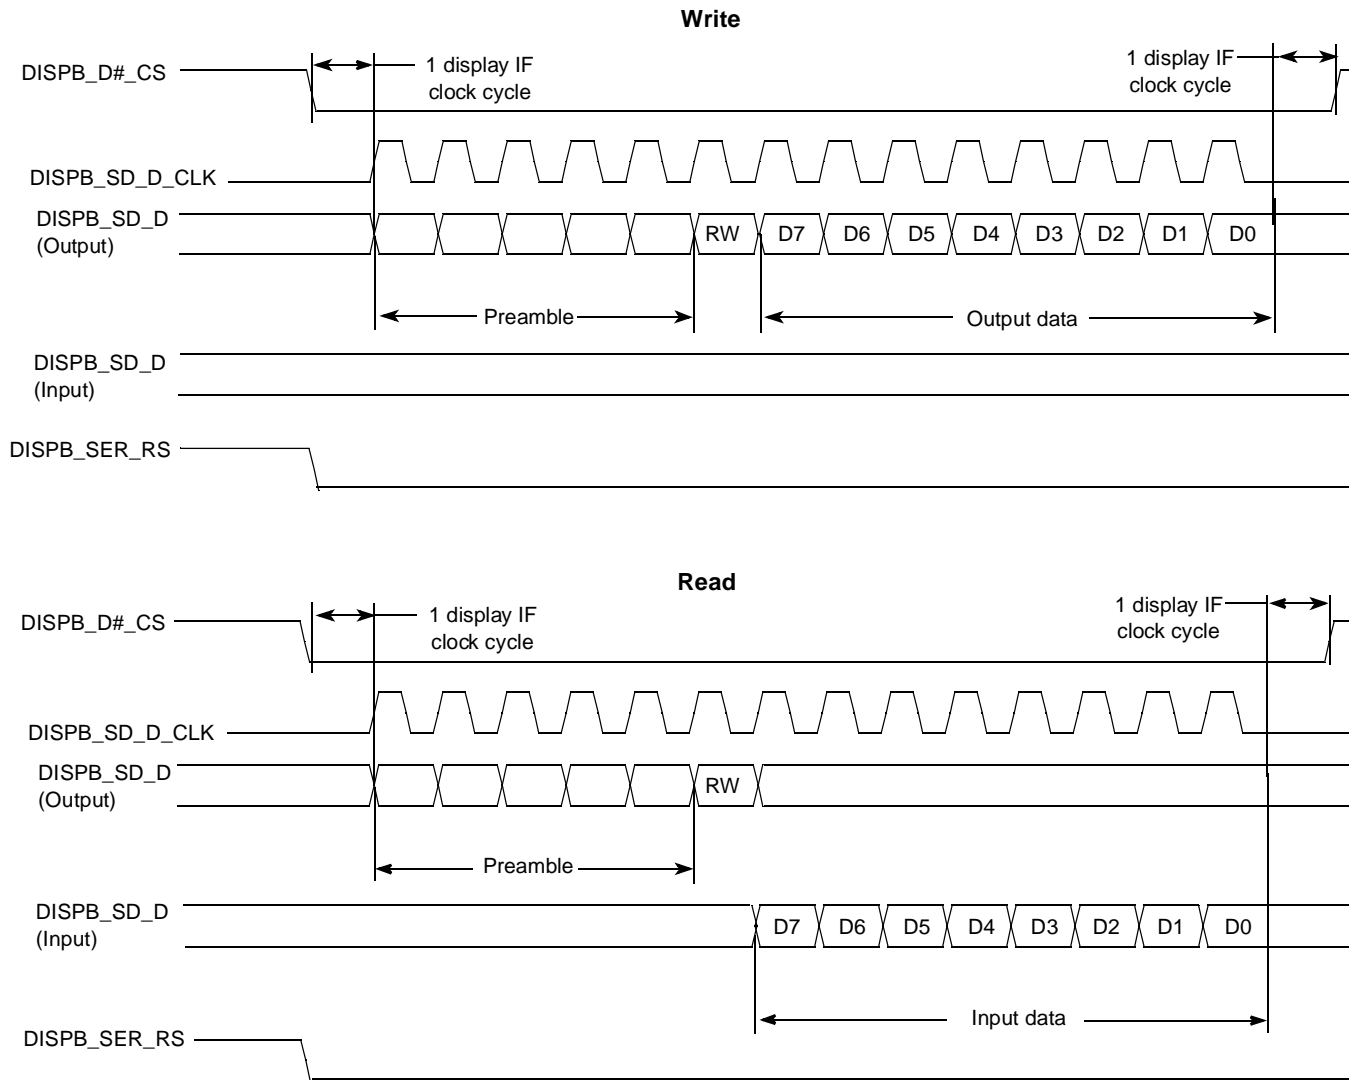 Write
DISPB_D#_CS
1 display IF
clock cycle
1 display IF
clock cycle
DISPB_SD_D_CLK
DISPB_SD_D
(Output)
RW D7 D6 D5 D4 D3 D2 D1 D0
Preamble
Output data
DISPB_SD_D
(Input)
DISPB_SER_RS
Read
DISPB_D#_CS
1 display IF
clock cycle
1 display IF
clock cycle
DISPB_SD_D_CLK
DISPB_SD_D
(Output)
RW
Preamble
DISPB_SD_D
(Input)
D7 D6 D5 D4 D3 D2 D1 D0
Input data
DISPB_SER_RS